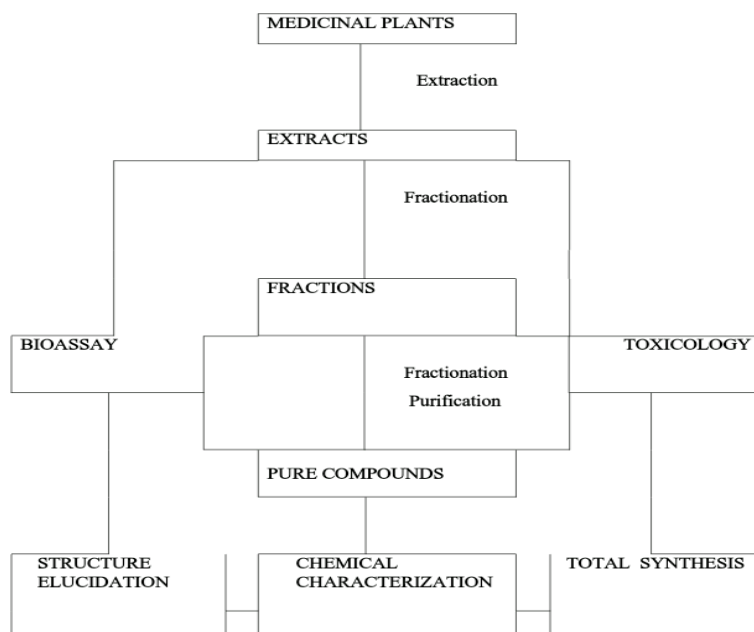 MEDICINAL PLANTS
Extraction
EXTRACTS
Fractionation
FRACTIONS
BIOASSAY
TOXICOLOGY
Fractionation
Purification
PURE COMPOUNDS
STRUCTURE
ELUCIDATION
CHEMICAL
CHARACTERIZATION
TOTAL SYNTHESIS